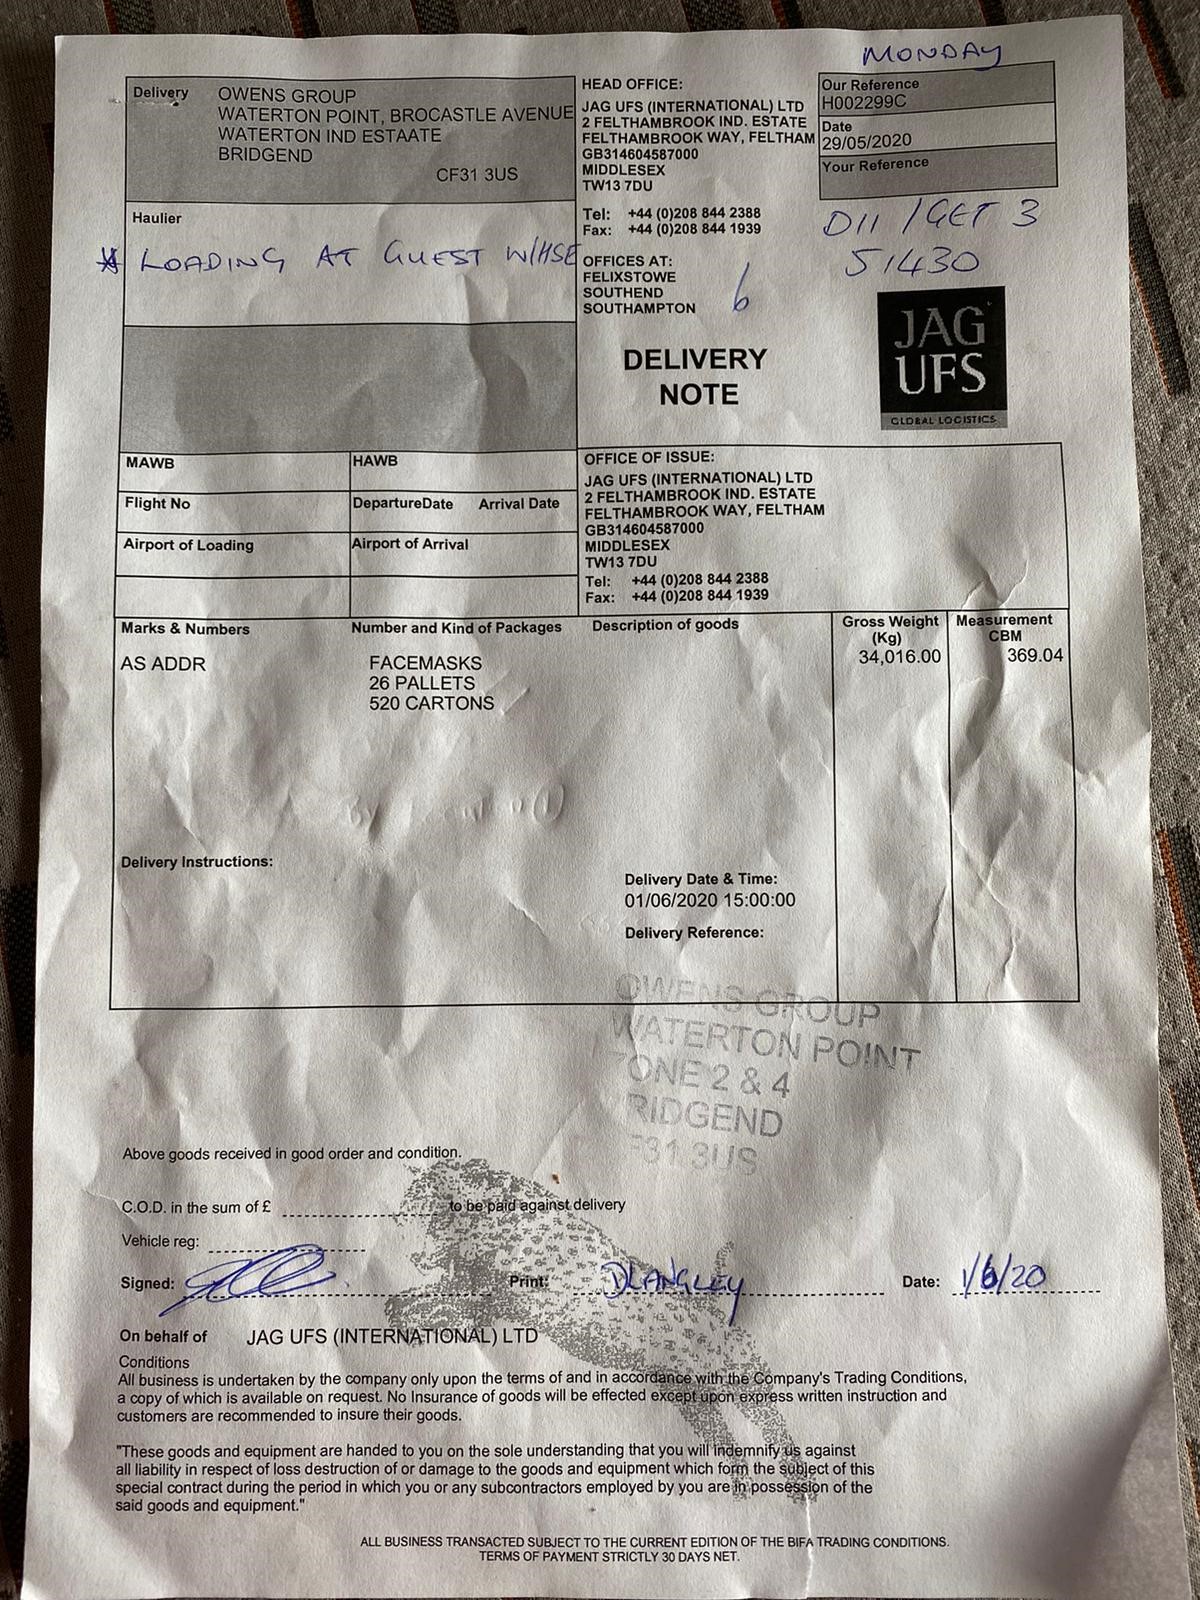 MONDAY
Delivery
OWENS GROUP
WATERTON POINT, BROCASTLE AVENUE
WATERTON IND ESTAATE
BRIDGEND
CF31 3US
HEAD OFFICE:
JAG UFS (INTERNATIONAL) LTD
2 FELTHAMBROOK IND. ESTATE
FELTHAMBROOK WAY, FELTHAM
GB314604587000
MIDDLESEX
TW13 7DU
Tel: +44 (0)208 844 2388
Fax: +44 (0)208 844 1939
Our Reference
H002299C
Date
29/05/2020
Your Reference
D11 / GET 3
51430
Haulier
* LOADING AT GUEST W/HSE
OFFICES AT:
FELIXSTOWE
SOUTHEND
SOUTHAMPTON
6
DELIVERY
NOTE
JAG
UFS
GLOBAL LOGISTICS
MAWB HAWB
Flight No DepartureDate Arrival Date
Airport of Loading Airport of Arrival
OFFICE OF ISSUE:
JAG UFS (INTERNATIONAL) LTD
2 FELTHAMBROOK IND. ESTATE
FELTHAMBROOK WAY, FELTHAM
GB314604587000
MIDDLESEX
TW13 7DU
Tel: +44 (0)208 844 2388
Fax: +44 (0)208 844 1939
Marks & Numbers Number and Kind of Packages Description of goods Gross Weight (Kg) Measurement CBM
AS ADDR FACEMASKS 34,016.00 369.04
26 PALLETS
520 CARTONS
Delivery Instructions:
Delivery Date & Time:
01/06/2020 15:00:00
Delivery Reference:
OWENS GROUP
WATERTON POINT
ZONE 2 & 4
BRIDGEND
CF31 3US
Above goods received in good order and condition.
C.O.D. in the sum of £ to be paid against delivery
Vehicle reg:
Signed: Print: D LANGLEY Date: 1/6/20
On behalf of JAG UFS (INTERNATIONAL) LTD
Conditions
All business is undertaken by the company only upon the terms of and in accordance with the Company's Trading Conditions,
a copy of which is available on request. No Insurance of goods will be effected except upon express written instruction and
customers are recommended to insure their goods.
"These goods and equipment are handed to you on the sole understanding that you will indemnify us against
all liability in respect of loss destruction of or damage to the goods and equipment which form the subject of this
special contract during the period in which you or any subcontractors employed by you are in possession of the
said goods and equipment."
ALL BUSINESS TRANSACTED SUBJECT TO THE CURRENT EDITION OF THE BIFA TRADING CONDITIONS.
TERMS OF PAYMENT STRICTLY 30 DAYS NET.